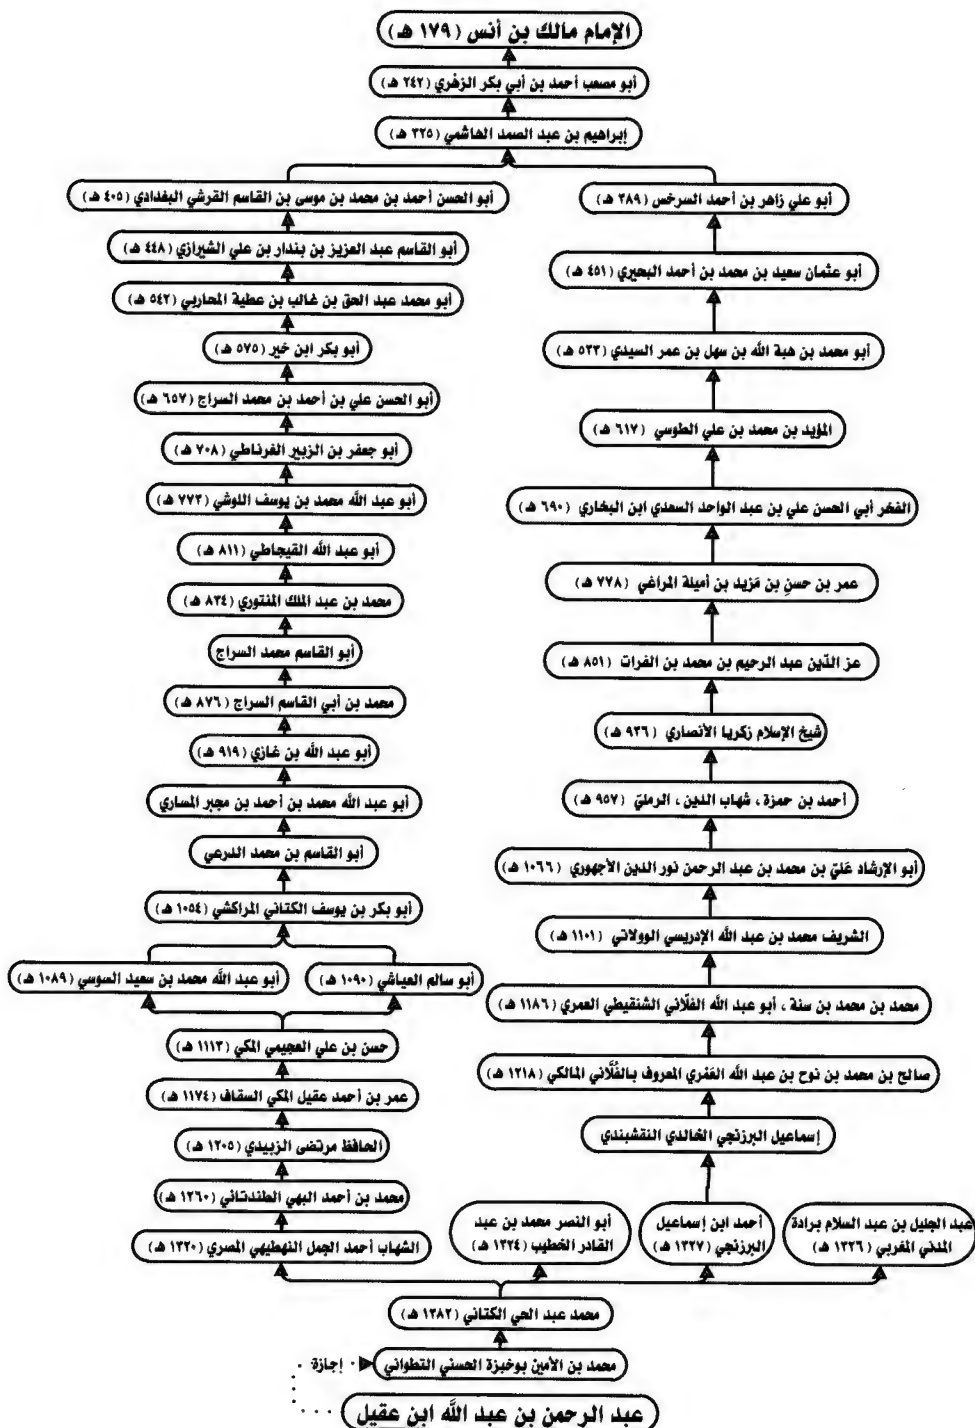 الإمام مالك بن أنس (١٧٩ هـ)
أبو مصعب أحمد بن أبي بكر الزهري (٢٤٢ هـ)
إبراهيم بن عبد الصمد الهاشمي (٣٢٥ هـ)
أبو علي زاهر بن أحمد السرخس (٣٨٩ هـ)
أبو عثمان سعيد بن محمد بن أحمد البحيري (٤٥١ هـ)
أبو محمد بن هبة الله بن سهل بن عمر السيدي (٥٣٣ هـ)
المؤيد بن محمد بن علي الطوسي (٦١٧ هـ)
الفخر أبي الحسن علي بن عبد الواحد السعدي ابن البخاري (٦٩٠ هـ)
عمر بن حسن بن مَزيد بن أميلة المراغي (٧٧٨ هـ)
عز الدّين عبد الرحيم بن محمد بن الفرات (٨٥١ هـ)
شيخ الإسلام زكريا الأنصاري (٩٣٦ هـ)
أحمد بن حمزة ، شهاب الدين ، الرمليّ (٩٥٧ هـ)
أبو الإرشاد عَليّ بن محمد بن عبد الرحمن نور الدين الأجهوري (١٠٦٦ هـ)
الشريف محمد بن عبد الله الإدريسي الوولاتي (١١٠١ هـ)
محمد بن محمد بن سنة ، أبو عبد الله الفلّاني الشنقيطي العمري (١١٨٦ هـ)
صالح بن محمد بن نوح بن عبد الله العَمْري المعروف بالفُلَّاني المالكي (١٢١٨ هـ)
إسماعيل البرزنجي الخالدي النقشبندي
عبد الجليل بن عبد السلام برادة
المدني المغربي (١٣٢٦ هـ)
أحمد ابن إسماعيل
البرزنجي (١٣٢٧ هـ)
أبو النصر محمد بن عبد
القادر الخطيب (١٣٢٤ هـ)
أبو الحسن أحمد بن محمد بن موسى بن القاسم القرشي البغدادي (٤٠٥ هـ)
أبو القاسم عبد العزيز بن بندار بن علي الشيرازي (٤٤٨ هـ)
أبو محمد عبد الحق بن غالب بن عطية المحاربي (٥٤٢ هـ)
أبو بكر ابن خير (٥٧٥ هـ)
أبو الحسن علي بن أحمد بن محمد السراج (٦٥٧ هـ)
أبو جعفر بن الزبير الغرناطي (٧٠٨ هـ)
أبو عبد الله محمد بن يوسف اللوشي (٧٧٣ هـ)
أبو عبد الله القيجاطي (٨١١ هـ)
محمد بن عبد الملك المنتوري (٨٣٤ هـ)
أبو القاسم محمد السراج
محمد بن أبي القاسم السراج (٨٧٦ هـ)
أبو عبد الله بن غازي (٩١٩ هـ)
أبو عبد الله محمد بن أحمد بن مجبر المساري
أبو القاسم بن محمد الدرعي
أبو بكر بن يوسف الكتاني المراكشي (١٠٥٤ هـ)
أبو سالم العياشي (١٠٩٠ هـ)
أبو عبد الله محمد بن سعيد السوسي (١٠٨٩ هـ)
حسن بن علي العجيمي المكي (١١١٣ هـ)
عمر بن أحمد عقيل المكي السقاف (١١٧٤ هـ)
الحافظ مرتضى الزبيدي (١٢٠٥ هـ)
محمد بن أحمد البهي الطندتائي (١٢٦٠ هـ)
الشهاب أحمد الجمل النهطيهي المصري (١٣٢٠ هـ)
محمد عبد الحي الكتاني (١٣٨٢ هـ)
محمد بن الأمين بوخبزة الحسني التطواني
إجازة
عبد الرحمن بن عبد الله ابن عقيل